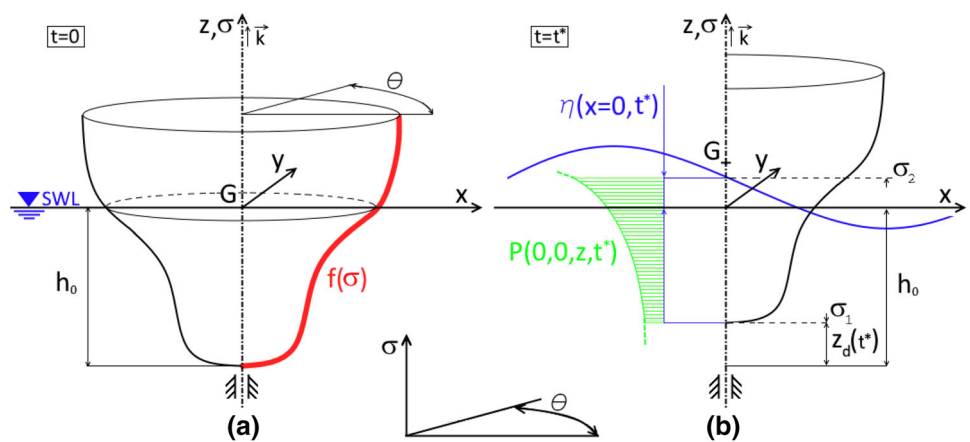 t=0
z,σ
k
θ
y
G
SWL
x
h₀
f(σ)
(a)
σ
θ
t=t*
z,σ
k
η(x=0,t*)
G
y
σ₂
x
P(0,0,z,t*)
h₀
σ₁
z_d(t*)
(b)